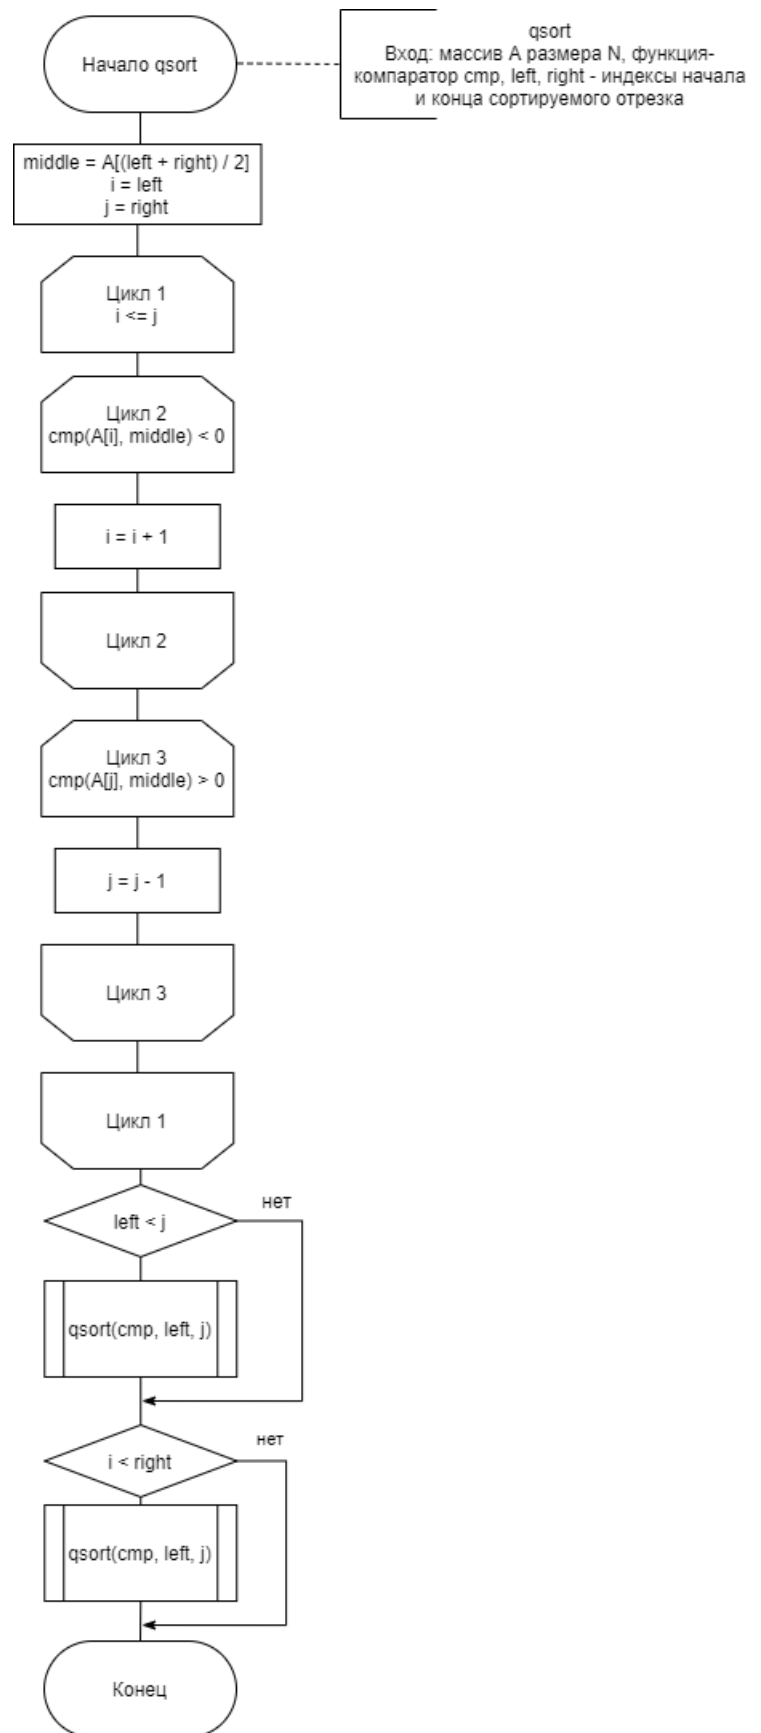 Начало qsort
qsort
Вход: массив A размера N, функция-
компаратор cmp, left, right - индексы начала
и конца сортируемого отрезка
middle = A[(left + right) / 2]
i = left
j = right
Цикл 1
i <= j
Цикл 2
cmp(A[i], middle) < 0
i = i + 1
Цикл 2
Цикл 3
cmp(A[j], middle) > 0
j = j - 1
Цикл 3
Цикл 1
left < j
нет
qsort(cmp, left, j)
i < right
нет
qsort(cmp, left, j)
Конец